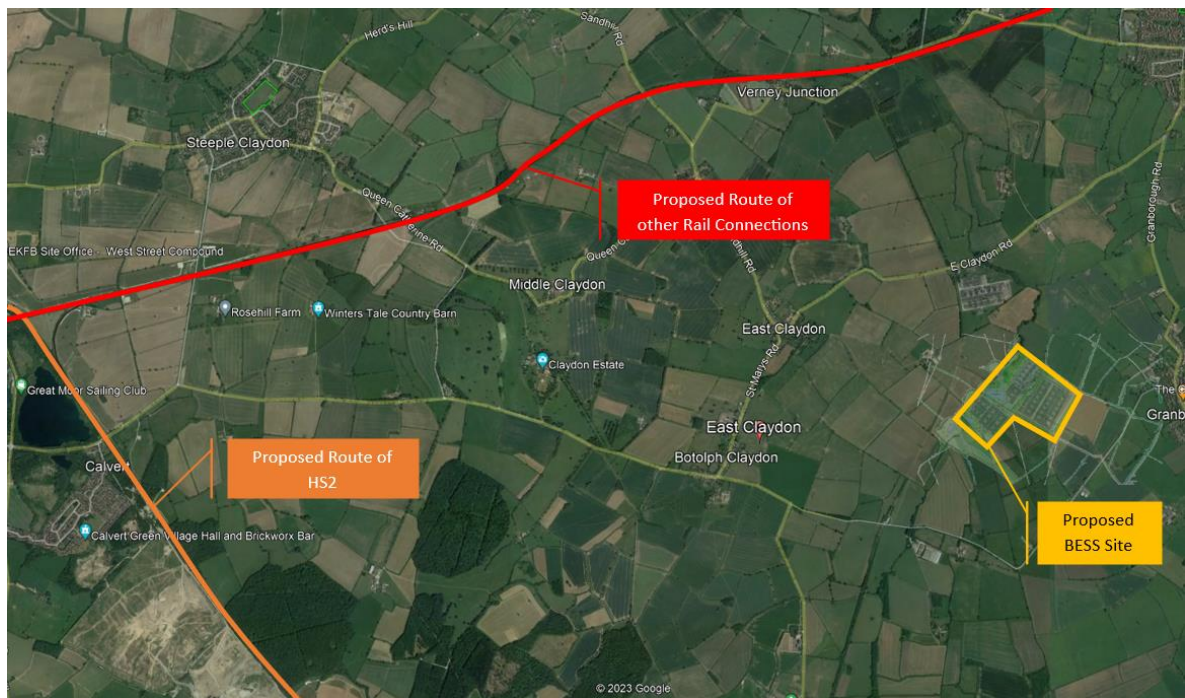 Herd's Hill
Sandhill Rd
Verney Junction
Steeple Claydon
Granborough Rd
Proposed Route of
other Rail Connections
Queen Catherine Rd
EKFB Site Office - West Street Compound
E Claydon Rd
Middle Claydon
Rosehill Farm
Winters Tale Country Barn
East Claydon
Claydon Estate
St Marys Rd
Great Moor Sailing Club
The
Granb
East Claydon
Botolph Claydon
Calvert
Proposed Route of
HS2
Proposed
BESS Site
Calvert Green Village Hall and Brickworx Bar
© 2023 Google